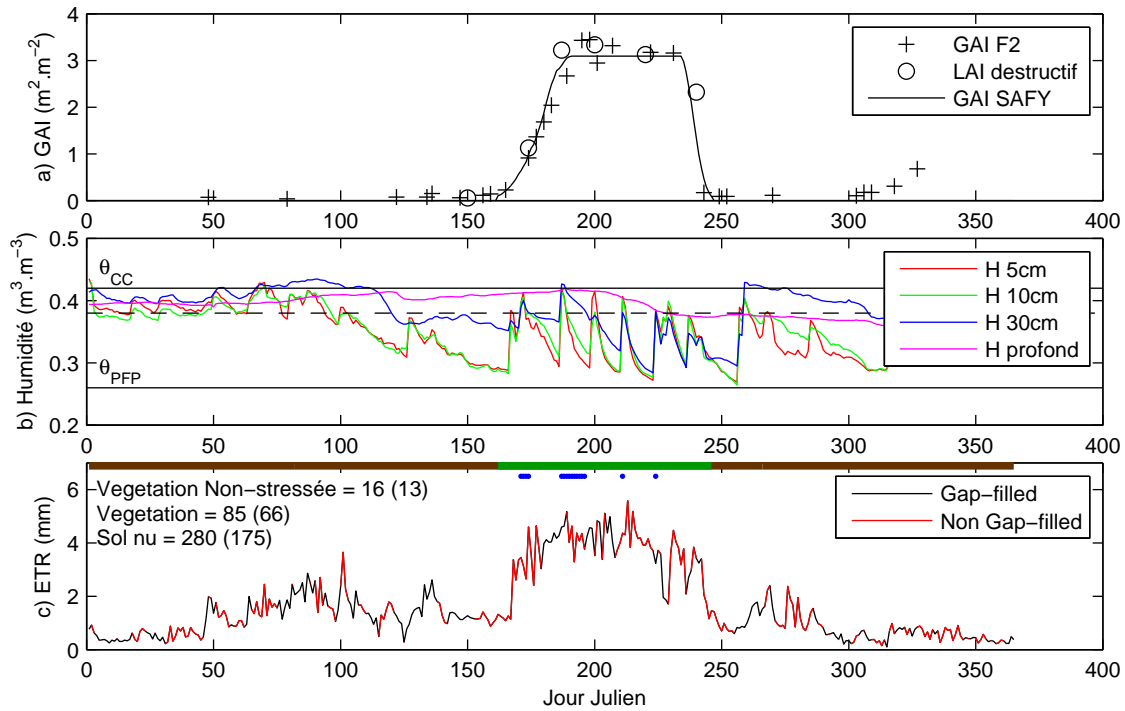 4
3
2
1
0
a) GAI (m².m⁻²)
GAI F2
LAI destructif
GAI SAFY
0 50 100 150 200 250 300 350 400
0.5
0.4
0.3
0.2
b) Humidité (m³.m⁻³)
θCC
θPFP
H 5cm
H 10cm
H 30cm
H profond
0 50 100 150 200 250 300 350 400
6
4
2
0
c) ETR (mm)
Vegetation Non−stressée = 16 (13)
Vegetation = 85 (66)
Sol nu = 280 (175)
Gap−filled
Non Gap−filled
0 50 100 150 200 250 300 350 400
Jour Julien